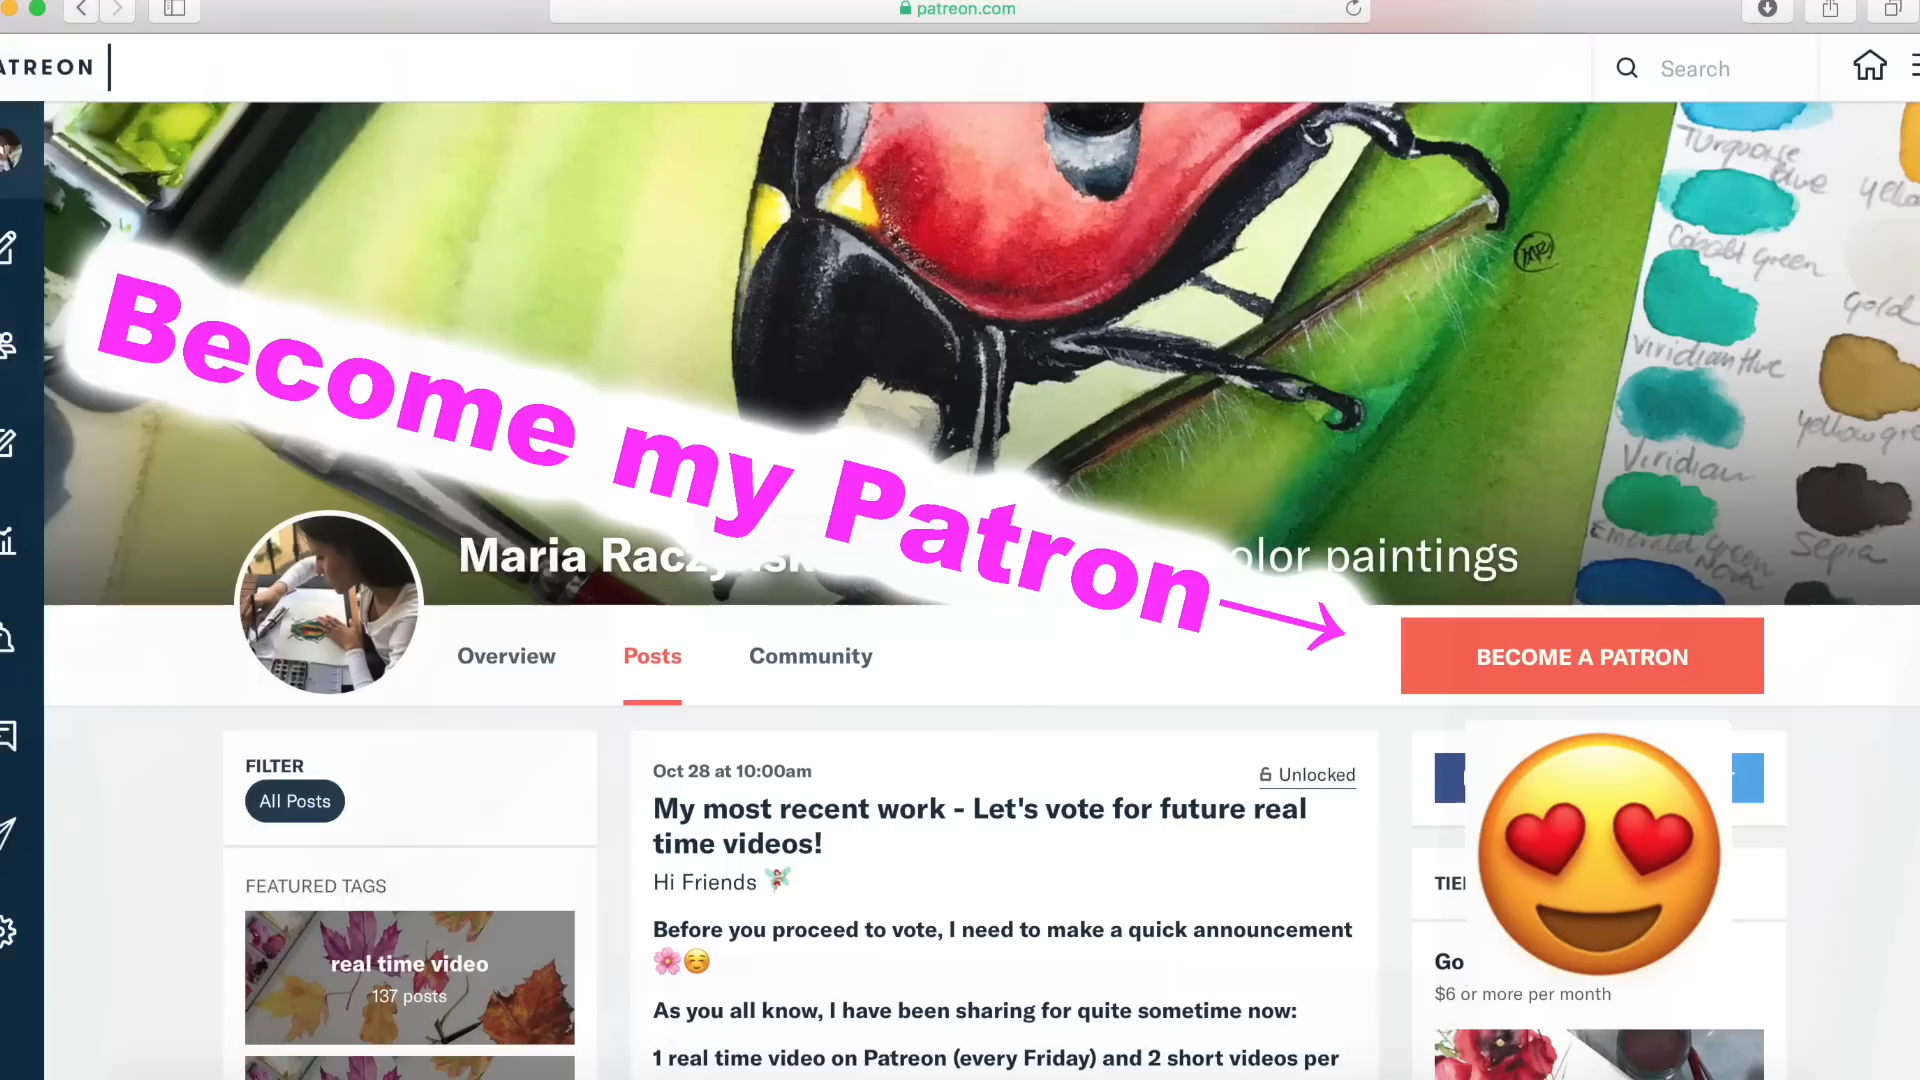 patreon.com
ATREON
Search
Turquoise
Blue
Cobalt Green
Gold
Viridian Hue
Viridian
Sepia
Become my Patron
Maria
olor paintings
Overview
Posts
Community
BECOME A PATRON
FILTER
All Posts
FEATURED TAGS
real time video
137 posts
Oct 28 at 10:00am
Unlocked
My most recent work - Let's vote for future real
time videos!
Hi Friends
Before you proceed to vote, I need to make a quick announcement
As you all know, I have been sharing for quite sometime now:
1 real time video on Patreon (every Friday) and 2 short videos per
Go
$6 or more per month